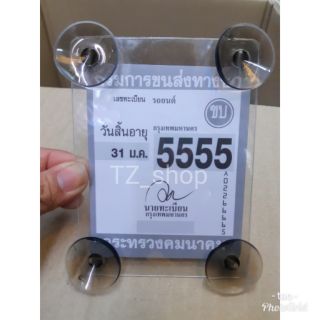 กรมการขนส่งทางบก
เลขทะเบียน รถยนต์
ขบ
วันสิ้นอายุ
กรุงเทพมหานคร
31 ม.ค.
5555
TZ_shop
นายทะเบียน
กรุงเทพมหานคร
กระทรวงคมนาคม
PhotoGrid